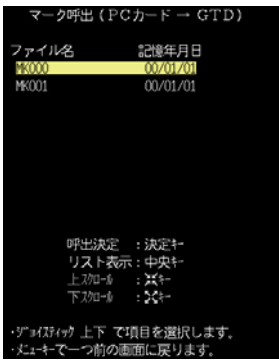 マーク呼出(PCカード → GTD)
ファイル名 記憶年月日
MK000 00/01/01
MK001 00/01/01
呼出決定 :決定ｷｰ
リスト表示:中央ｷｰ
上ｽｸﾛｰﾙ :ｷｰ
下ｽｸﾛｰﾙ :ｷｰ
･ｼﾞｮｲｽﾃｨｯｸ 上下 で項目を選択します。
･ﾒﾆｭｰｷｰで一つ前の画面に戻ります。